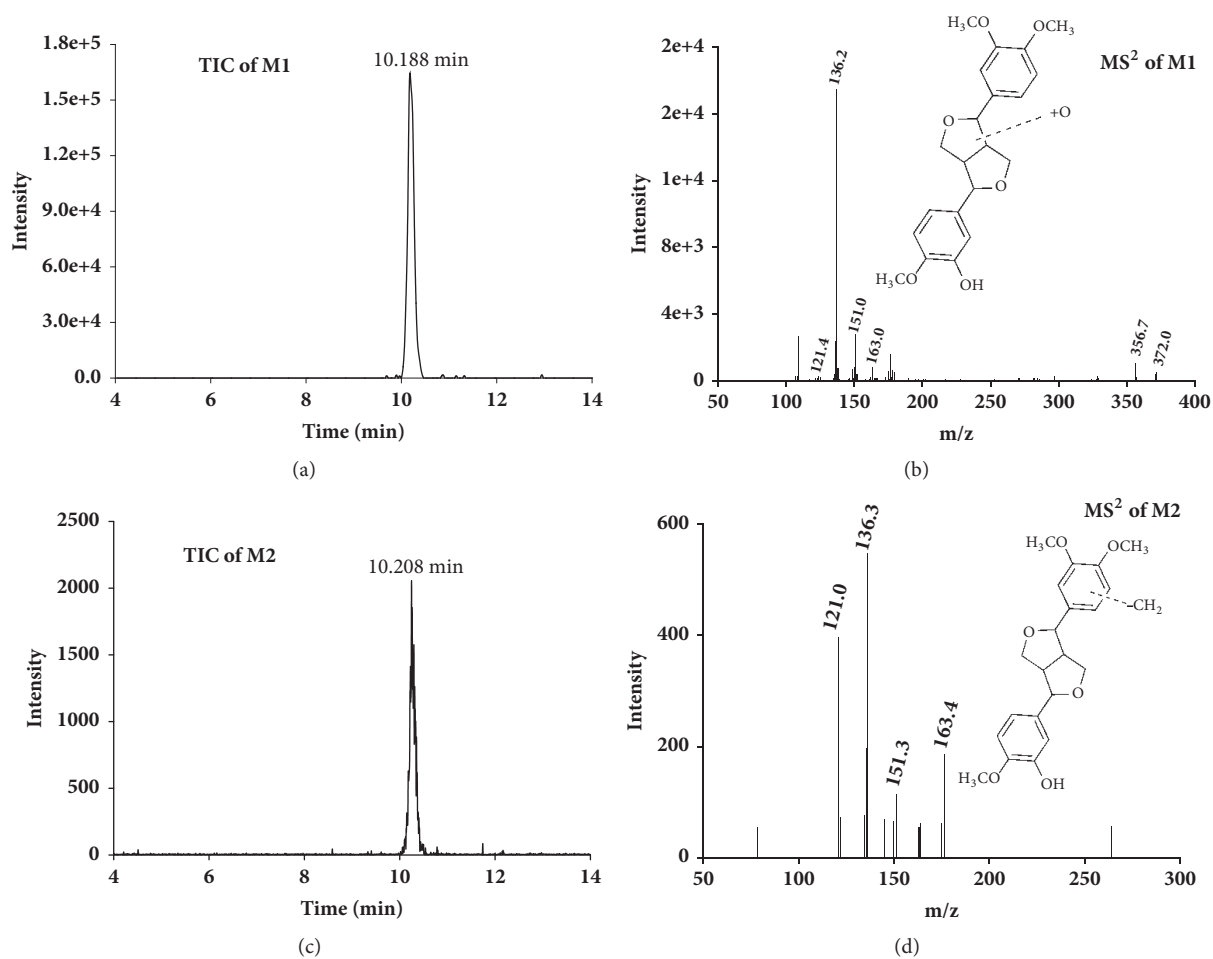 TIC of M1
10.188 min
1.8e+5
1.5e+5
1.2e+5
9.0e+4
6.0e+4
3.0e+4
0.0
Intensity
4 6 8 10 12 14
Time (min)
(a)
MS² of M1
H₃CO
OCH₃
O
+O
O
H₃CO
OH
2e+4
2e+4
1e+4
8e+3
4e+3
0
Intensity
136.2
121.4
151.0
163.0
356.7
372.0
50 100 150 200 250 300 350 400
m/z
(b)
TIC of M2
10.208 min
2500
2000
1500
1000
500
0
Intensity
4 6 8 10 12 14
Time (min)
(c)
MS² of M2
H₃CO
OCH₃
-CH₂
O
O
H₃CO
OH
600
400
200
0
Intensity
121.0
136.3
151.3
163.4
50 100 150 200 250 300
m/z
(d)